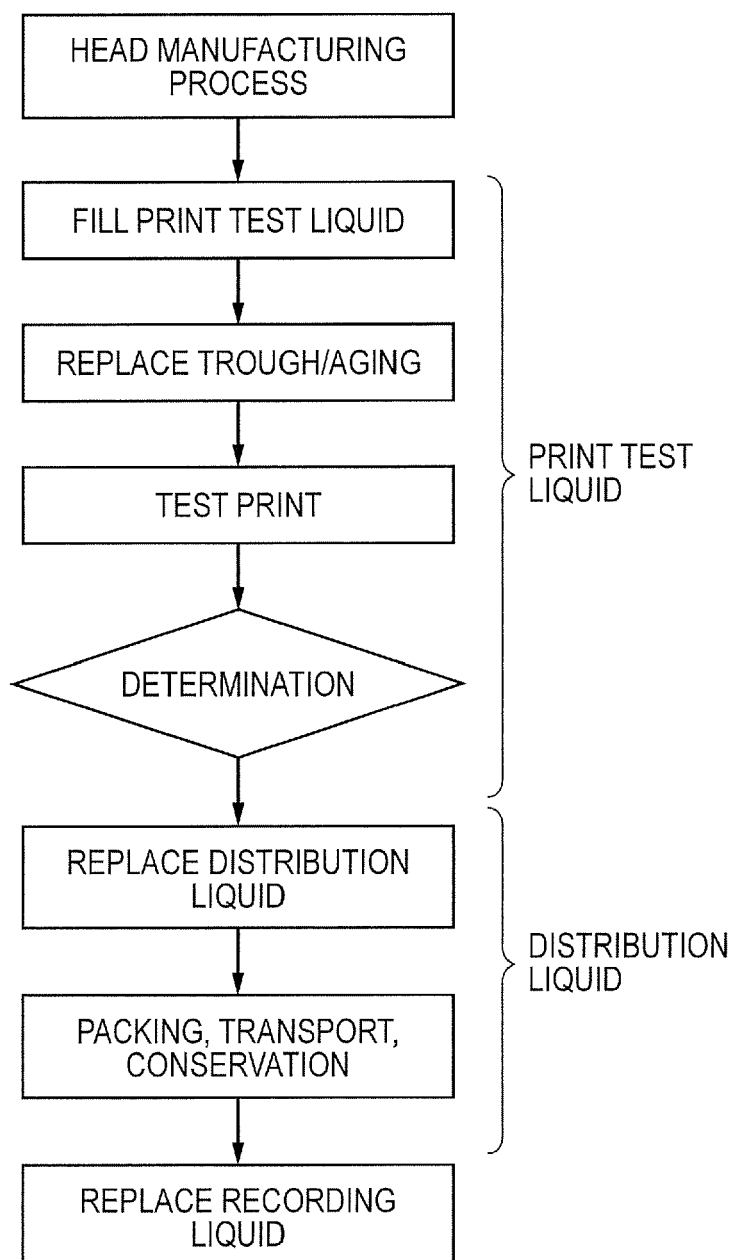 HEAD MANUFACTURING
PROCESS
FILL PRINT TEST LIQUID
REPLACE TROUGH/AGING
TEST PRINT
DETERMINATION
PRINT TEST
LIQUID
REPLACE DISTRIBUTION
LIQUID
PACKING, TRANSPORT,
CONSERVATION
DISTRIBUTION
LIQUID
REPLACE RECORDING
LIQUID